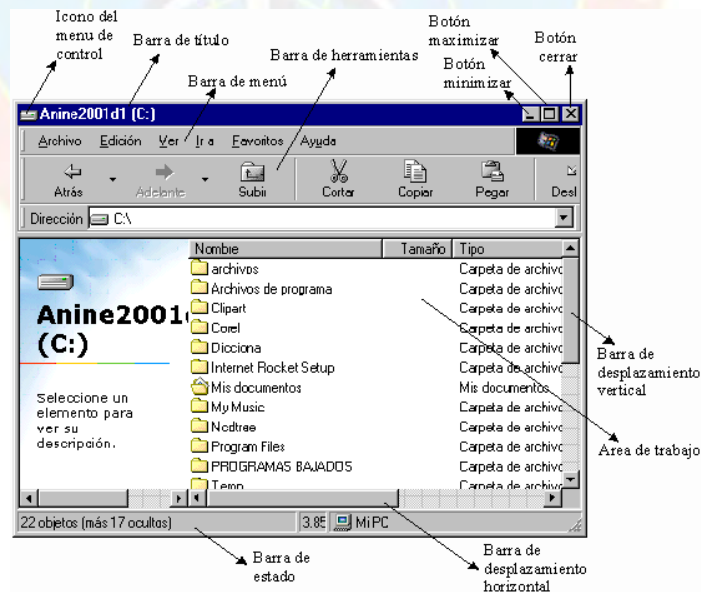 Icono del
menu de
control
Barra de título
Barra de menú
Barra de herramientas
Botón
maximizar
Botón
minimizar
Botón
cerrar
Anine2001d1 (C:)
Archivo Edición Ver Ir a Favoritos Ayuda
Atrás Adelante Subir Cortar Copiar Pegar Desl
Dirección C:\
Nombre Tamaño Tipo
archivos Carpeta de archivo
Archivos de programa Carpeta de archivo
Clipart Carpeta de archivo
Corel Carpeta de archivo
Dicciona Carpeta de archivo
Internet Rocket Setup Carpeta de archivo
Mis documentos Mis documentos
My Music Carpeta de archivo
Ncdtree Carpeta de archivo
Program Files Carpeta de archivo
PROGRAMAS BAJADOS Carpeta de archivo
Temp Carpeta de archivo
Anine2001
(C:)
Seleccione un
elemento para
ver su
descripción.
22 objetos (más 17 ocultos) 3.85 Mi PC
Barra de
desplazamiento
vertical
Area de trabajo
Barra de
estado
Barra de
desplazamiento
horizontal